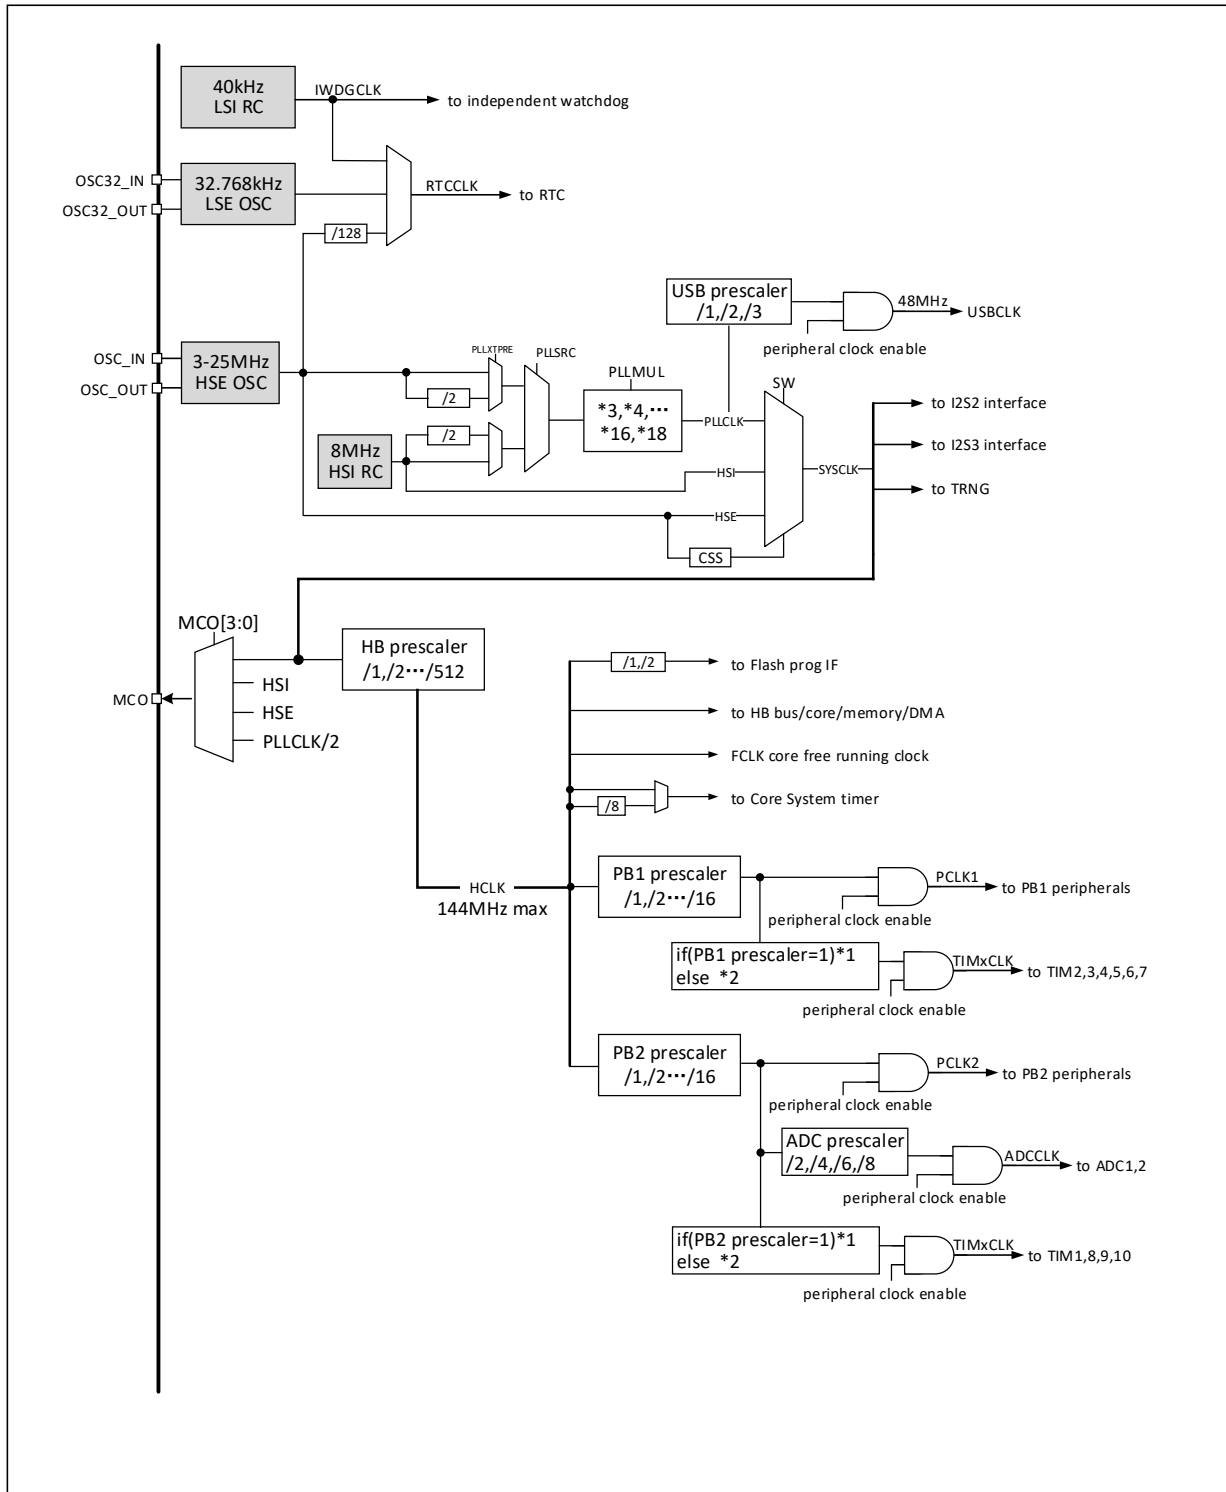 40kHz
LSI RC
IWDGCLK
to independent watchdog
OSC32_IN
OSC32_OUT
32.768kHz
LSE OSC
RTCCLK
to RTC
/128
USB prescaler
/1,/2,/3
48MHz
USBCLK
peripheral clock enable
OSC_IN
OSC_OUT
3-25MHz
HSE OSC
PLLXTPRE
PLLSRC
PLLMUL
SW
/2
*3,*4,···
*16,*18
PLLCLK
to I2S2 interface
/2
8MHz
HSI RC
HSI
SYSCLK
to I2S3 interface
to TRNG
HSE
CSS
MCO[3:0]
HB prescaler
/1,/2···/512
HSI
MCO
HSE
PLLCLK/2
/1,/2
to Flash prog IF
to HB bus/core/memory/DMA
FCLK core free running clock
/8
to Core System timer
HCLK
144MHz max
PB1 prescaler
/1,/2···/16
PCLK1
to PB1 peripherals
peripheral clock enable
if(PB1 prescaler=1)*1
else *2
TIMxCLK
to TIM2,3,4,5,6,7
peripheral clock enable
PB2 prescaler
/1,/2···/16
PCLK2
to PB2 peripherals
peripheral clock enable
ADC prescaler
/2,/4,/6,/8
ADCCLK
to ADC1,2
peripheral clock enable
if(PB2 prescaler=1)*1
else *2
TIMxCLK
to TIM1,8,9,10
peripheral clock enable